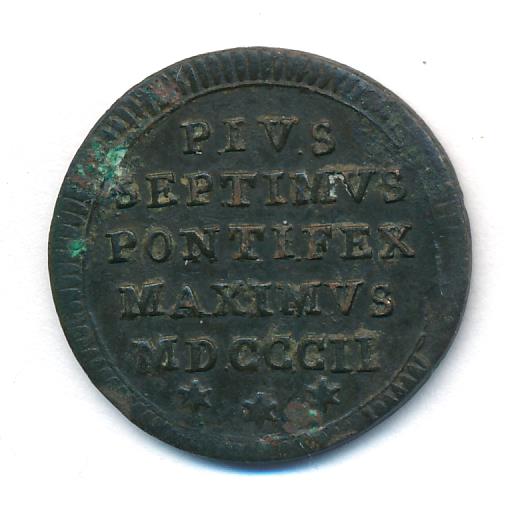 PIVS
SEPTIMVS
PONTIFEX
MAXIMVS
MDCCCII